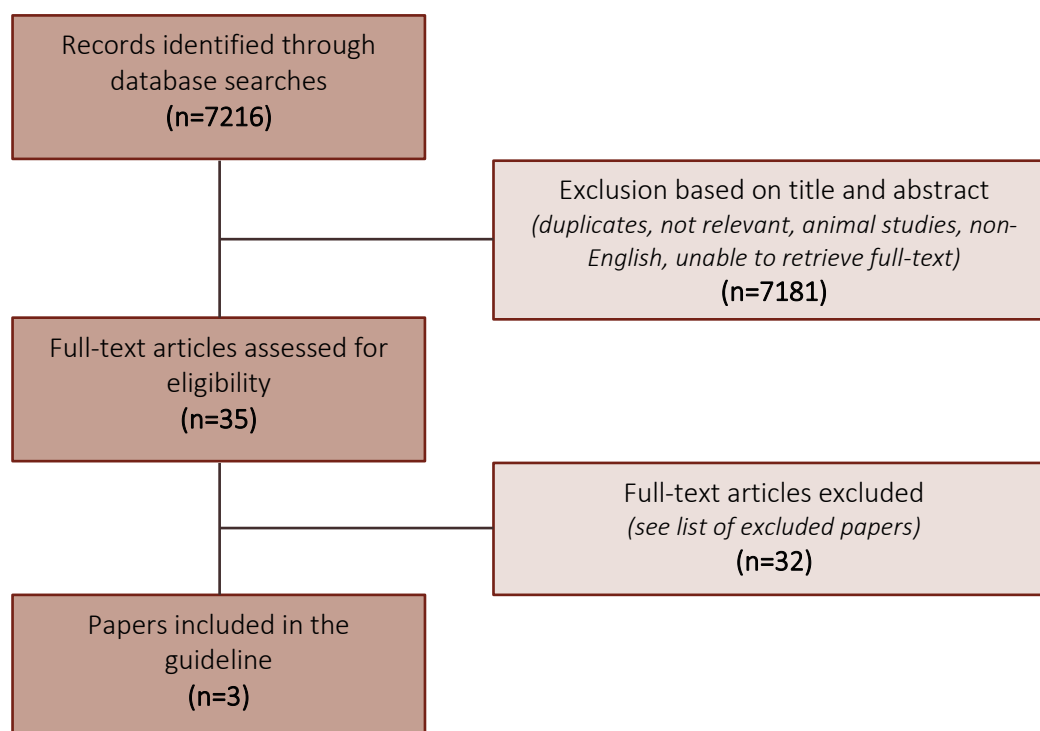 Records identified through
database searches
(n=7216)
Exclusion based on title and abstract
(duplicates, not relevant, animal studies, non-
English, unable to retrieve full-text)
(n=7181)
Full-text articles assessed for
eligibility
(n=35)
Full-text articles excluded
(see list of excluded papers)
(n=32)
Papers included in the
guideline
(n=3)